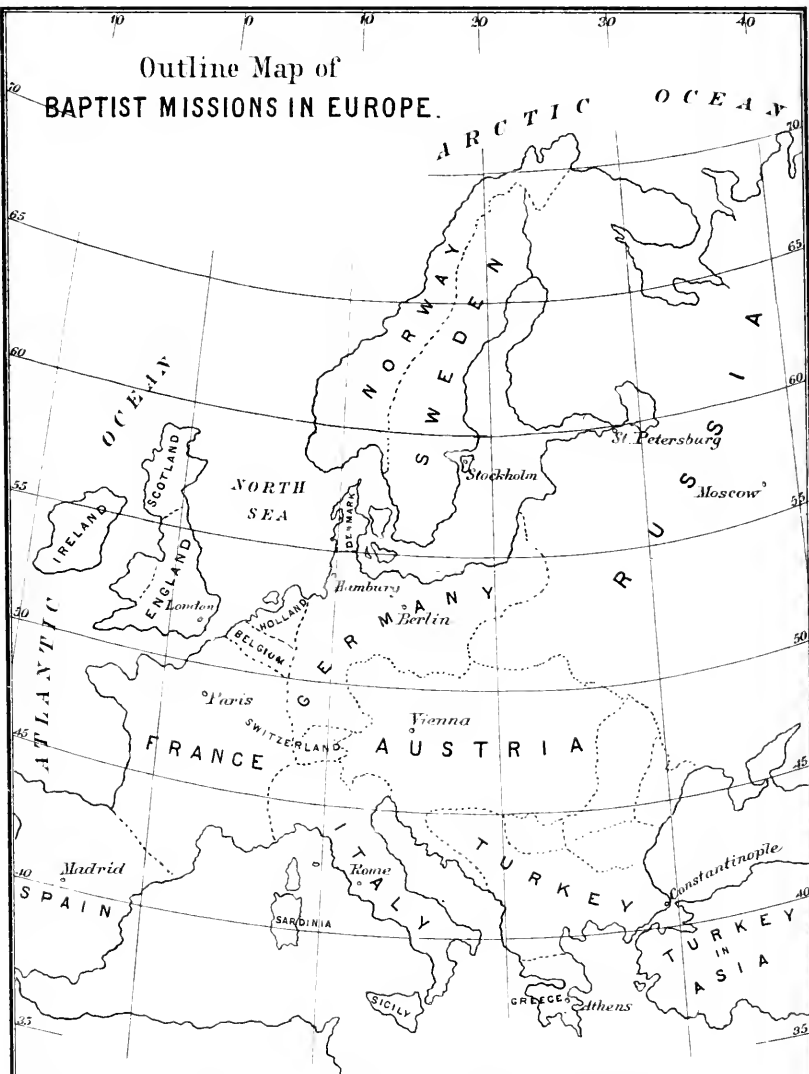 10 0 10 20 30 40
Outline Map of
BAPTIST MISSIONS IN EUROPE.
ARCTIC OCEAN
70
70
65
65
NORWAY
SWEDEN
RUSSIA
60
60
ATLANTIC OCEAN
SCOTLAND
St. Petersburg
Stockholm
NORTH
SEA
Moscow
55
55
IRELAND
DENMARK
ENGLAND
London
Hamburg
HOLLAND
BELGIUM
GERMANY
Berlin
50
50
Paris
SWITZERLAND
Vienna
FRANCE
AUSTRIA
45
45
ITALY
TURKEY
Madrid
Rome
Constantinople
40
40
SPAIN
SARDINIA
TURKEY
IN
ASIA
SICILY
GREECE
Athens
35
35